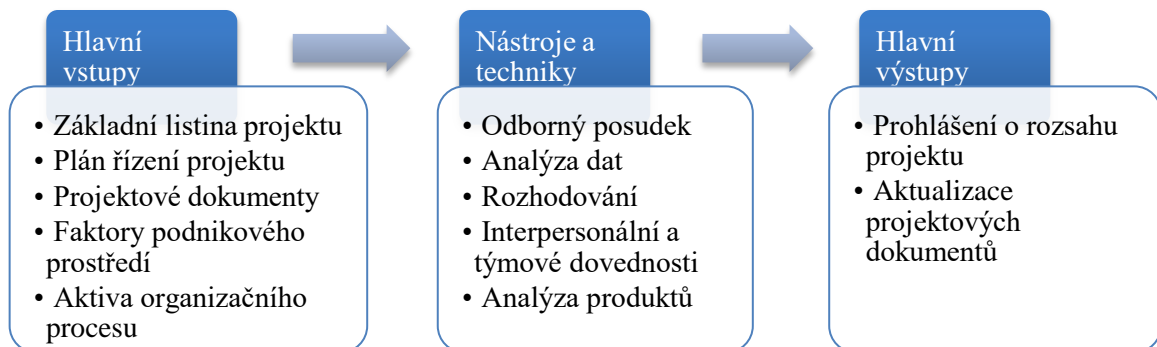 Hlavní
vstupy
• Základní listina projektu
• Plán řízení projektu
• Projektové dokumenty
• Faktory podnikového
prostředí
• Aktiva organizačního
procesu
Nástroje a
techniky
• Odborný posudek
• Analýza dat
• Rozhodování
• Interpersonální a
týmové dovednosti
• Analýza produktů
Hlavní
výstupy
• Prohlášení o rozsahu
projektu
• Aktualizace
projektových
dokumentů